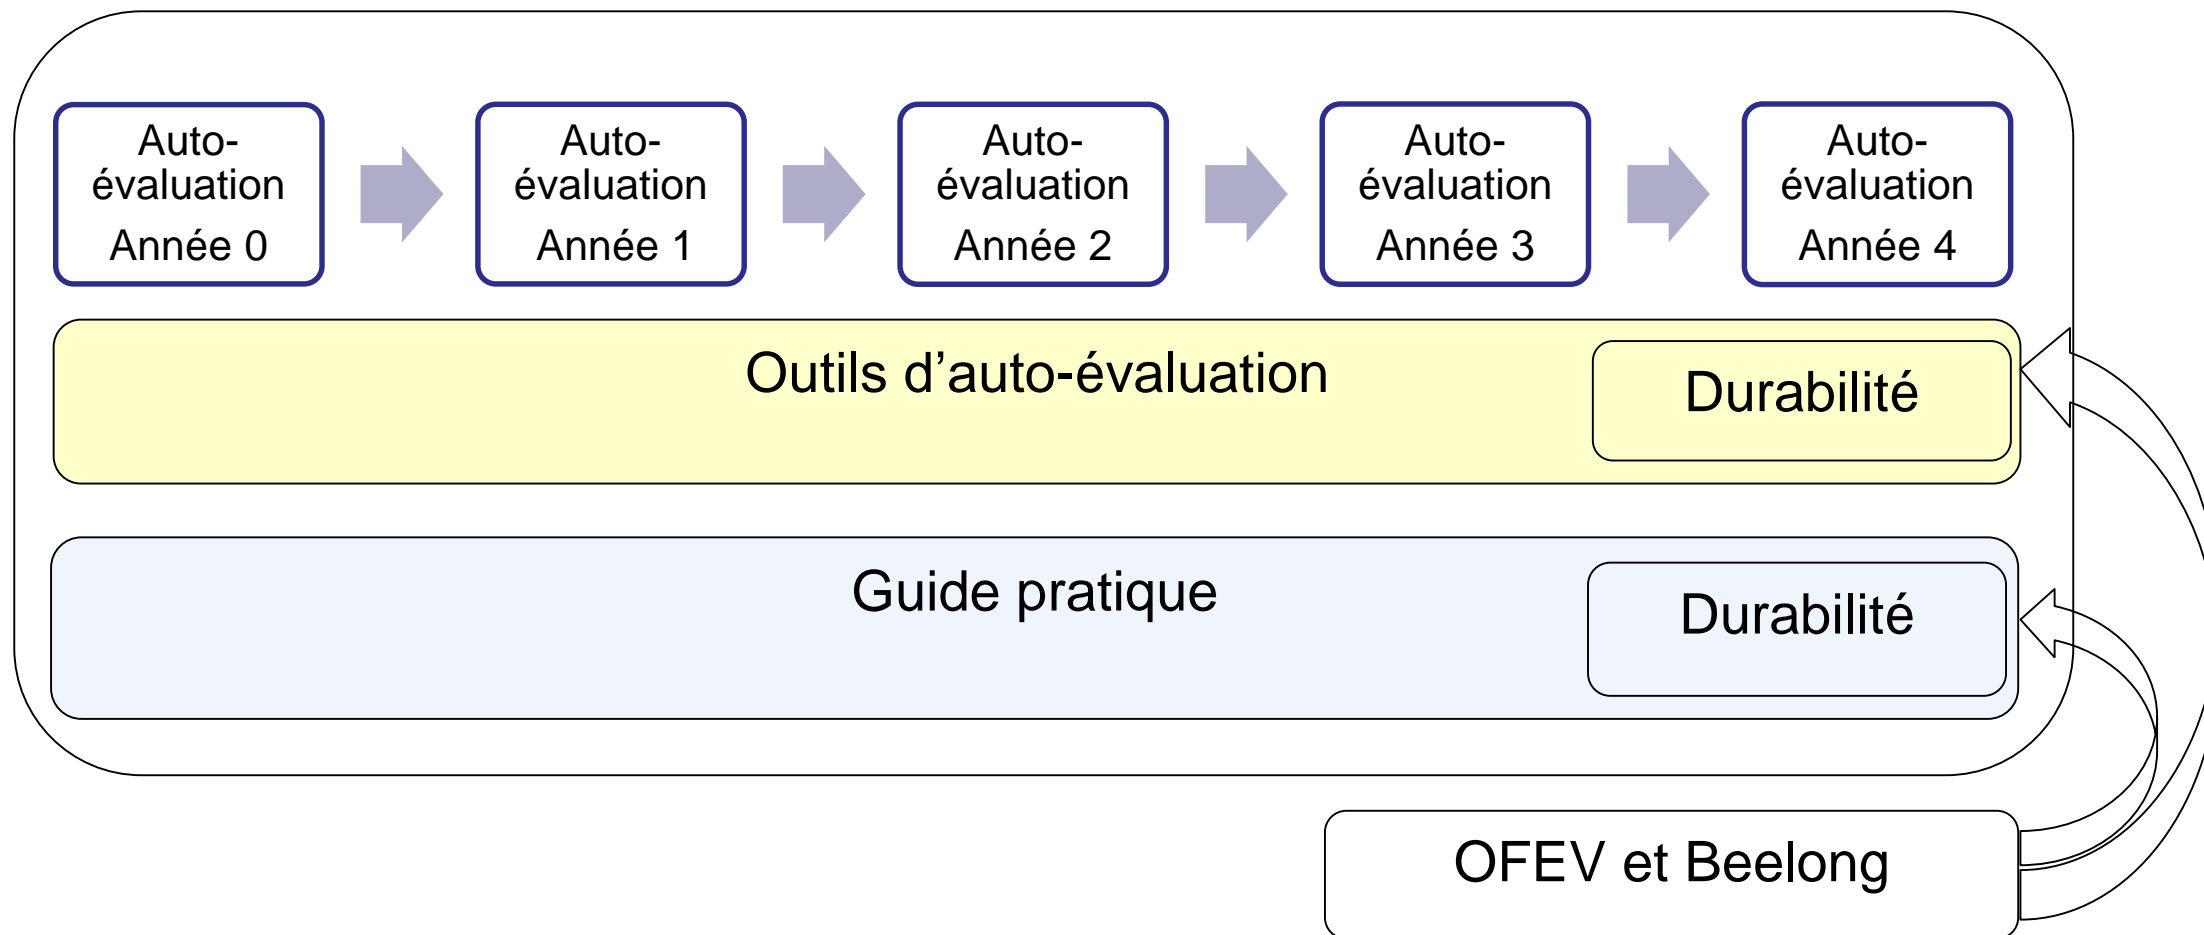 Auto-
évaluation
Année 0
Auto-
évaluation
Année 1
Auto-
évaluation
Année 2
Auto-
évaluation
Année 3
Auto-
évaluation
Année 4
Outils d’auto-évaluation
Durabilité
Guide pratique
Durabilité
OFEV et Beelong